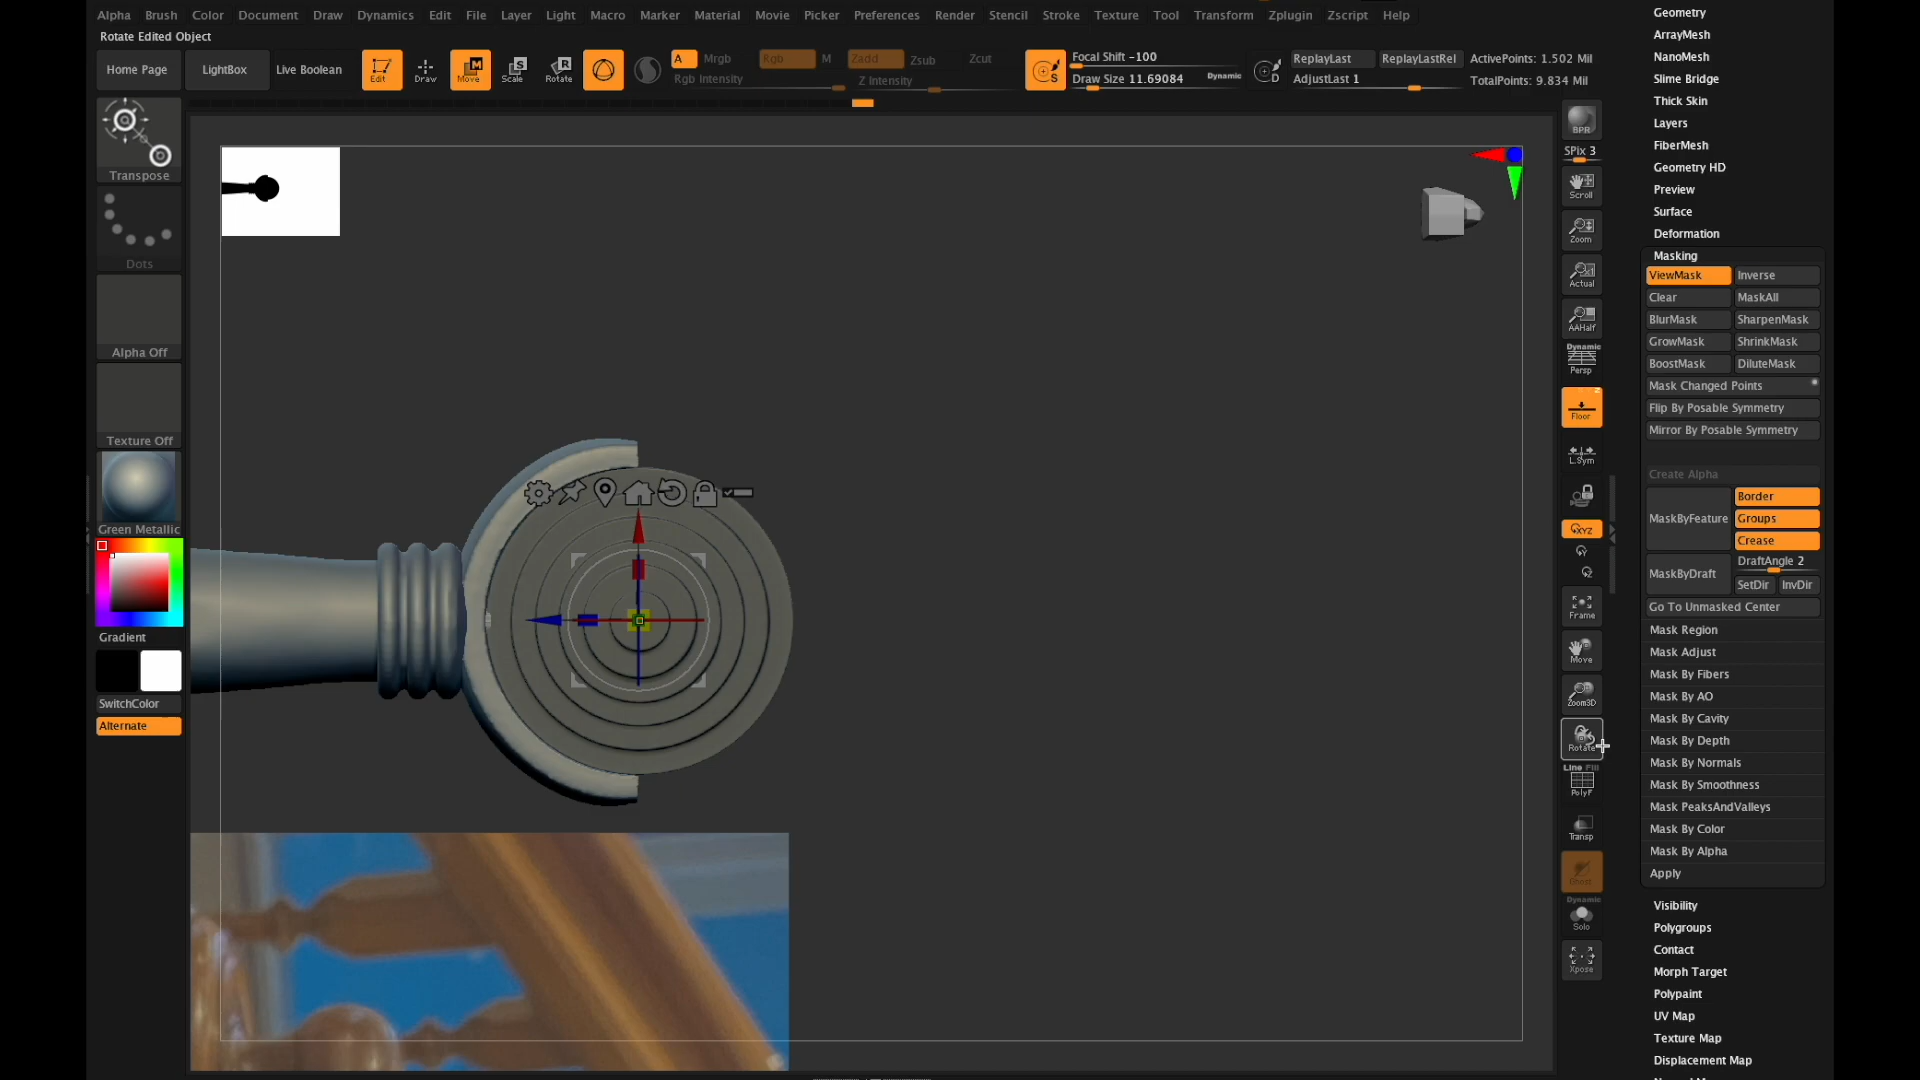 Alpha Brush Color Document Draw Dynamics Edit File Layer Light Macro Marker Material Movie Picker Preferences Render Stencil Stroke Texture Tool Transform Zplugin Zscript Help
Rotate Edited Object
Home Page LightBox Live Boolean Edit Draw Move Scale Rotate
A Mrgb Rgb M Zadd Zsub Zcut
Rgb Intensity Z Intensity
Focal Shift -100
Draw Size 11.69084 Dynamic
ReplayLast ReplayLastRel ActivePoints: 1.502 Mil
AdjustLast 1 TotalPoints: 9.834 Mil
Transpose
Dots
Alpha Off
Texture Off
Green Metallic
Gradient
SwitchColor
Alternate
BPR
SPix 3
Scroll
Zoom
Actual
AAHalf
Dynamic
Persp
Floor
L.Sym
XYZ
Frame
Move
Zoom3D
Rotate
Line Fill
PolyF
Transp
Ghost
Dynamic
Solo
Xpose
Geometry
ArrayMesh
NanoMesh
Slime Bridge
Thick Skin
Layers
FiberMesh
Geometry HD
Preview
Surface
Deformation
Masking
ViewMask Inverse
Clear MaskAll
BlurMask SharpenMask
GrowMask ShrinkMask
BoostMask DiluteMask
Mask Changed Points
Flip By Posable Symmetry
Mirror By Posable Symmetry
Create Alpha
MaskByFeature Border
Groups
Crease
MaskByDraft DraftAngle 2
SetDir InvDir
Go To Unmasked Center
Mask Region
Mask Adjust
Mask By Fibers
Mask By AO
Mask By Cavity
Mask By Depth
Mask By Normals
Mask By Smoothness
Mask PeaksAndValleys
Mask By Color
Mask By Alpha
Apply
Visibility
Polygroups
Contact
Morph Target
Polypaint
UV Map
Texture Map
Displacement Map